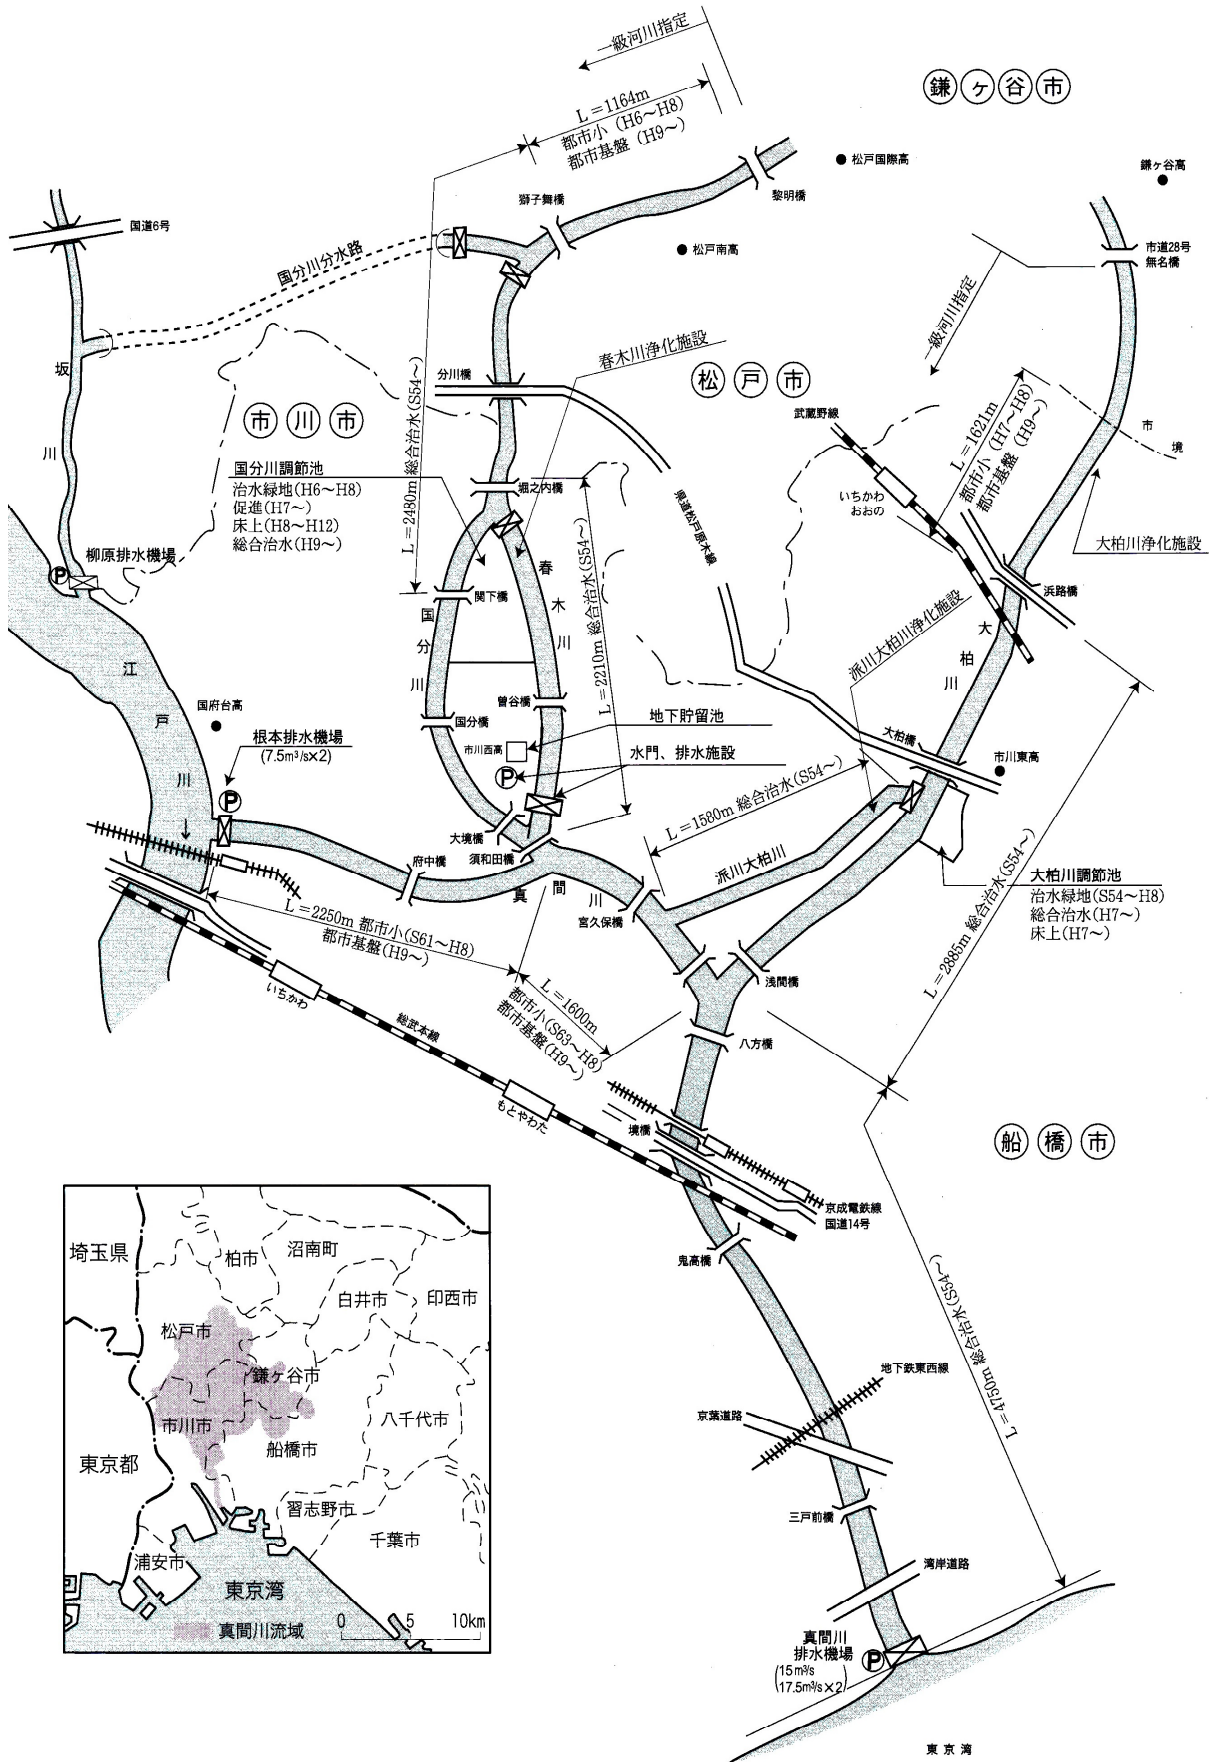 一級河川指定
鎌ヶ谷市
L=1164m
都市小(H6〜H8)
都市基盤(H9〜)
松戸国際高
鎌ヶ谷高
黎明橋
獅子舞橋
国道6号
松戸南高
市道28号
無名橋
国分川分水路
一級河川指定
春木川浄化施設
坂川
分川橋
松戸市
市川市
武蔵野線
L=1621m
都市小(H7〜H8)
都市基盤(H9〜)
市境
L=2480m 総合治水(S54〜)
国分川調節池
治水緑地(H6〜H8)
促進(H7〜)
床上(H8〜H12)
総合治水(H9〜)
堀之内橋
いちかわ
おおの
県道松戸原木線
大柏川浄化施設
柳原排水機場
P
関下橋
春木川
国分川
L=2210m 総合治水(S54〜)
浜路橋
派川大柏川浄化施設
大柏川
江戸川
国府台高
曽谷橋
国分橋
地下貯留池
市川西高
水門、排水施設
P
根本排水機場
(7.5m³/s×2)
P
大柏橋
市川東高
L=1580m 総合治水(S54〜)
大境橋
須和田橋
府中橋
真間川
派川大柏川
宮久保橋
大柏川調節池
治水緑地(S54〜H8)
総合治水(H7〜)
床上(H7〜)
L=2885m 総合治水(S54〜)
L=2250m 都市小(S61〜H8)
都市基盤(H9〜)
浅間橋
いちかわ
L=1600m
都市小(S63〜H8)
都市基盤(H9〜)
総武本線
八方橋
もとやわた
境橋
船橋市
京成電鉄線
国道14号
鬼高橋
L=4750m 総合治水(S54〜)
地下鉄東西線
京葉道路
三戸前橋
湾岸道路
真間川
排水機場
(15m³/s
17.5m³/s×2)
P
東京湾
埼玉県
柏市
沼南町
白井市
印西市
松戸市
鎌ヶ谷市
市川市
八千代市
船橋市
東京都
習志野市
千葉市
浦安市
東京湾
真間川流域
0 5 10km